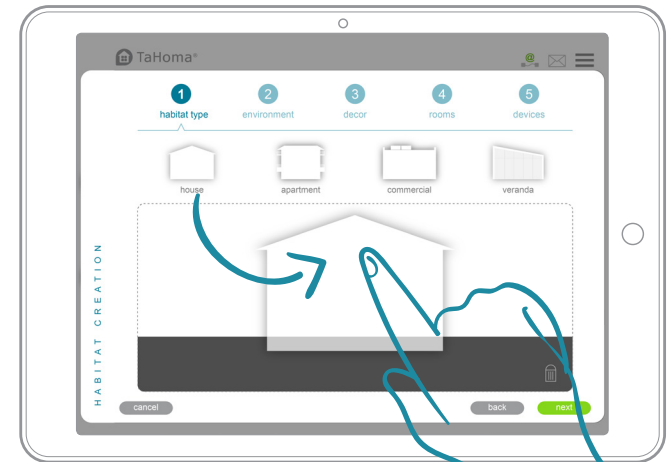 TaHoma®
@
1 2 3 4 5
habitat type environment decor rooms devices
house apartment commercial veranda
HABITAT CREATION
cancel back next